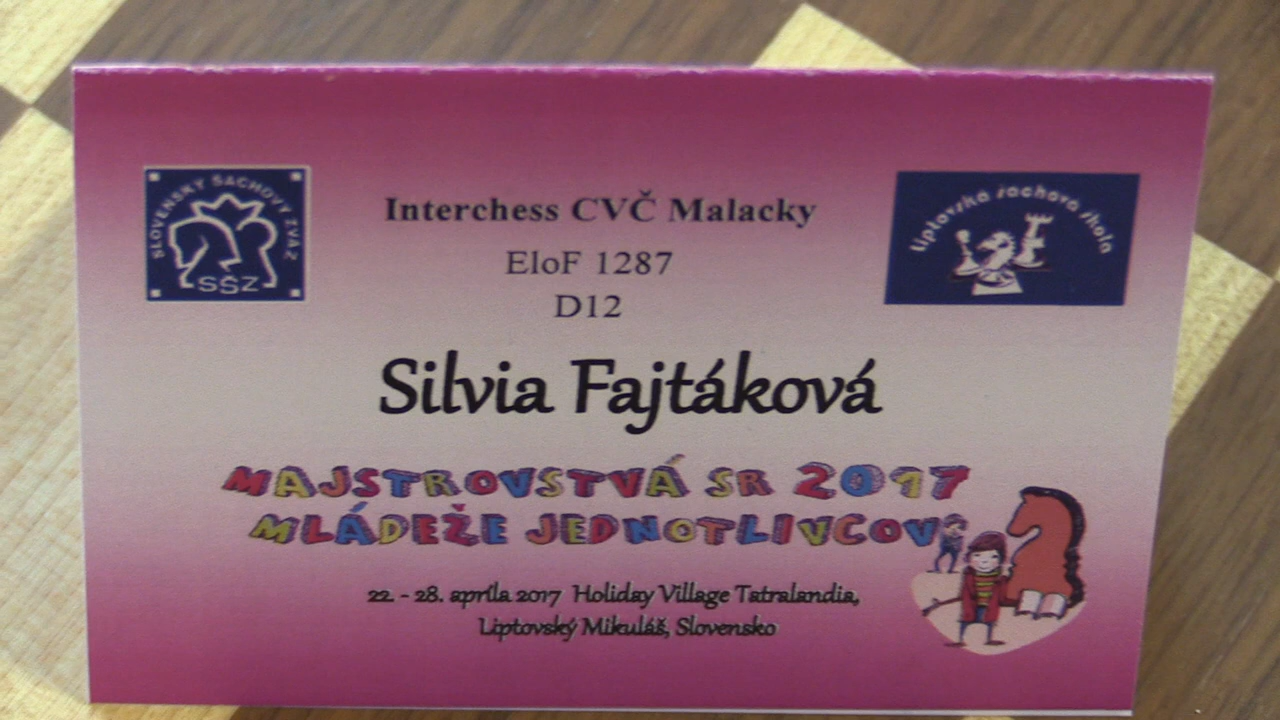 SLOVENSKÝ ŠACHOVÝ ZVÄZ
SŠZ
Interchess CVČ Malacky
EloF 1287
D12
Liptovská šachová škola
Silvia Fajtáková
MAJSTROVSTVÁ SR 2017
MLÁDEŽE JEDNOTLIVCOV
22. - 28. apríla 2017 Holiday Village Tatralandia,
Liptovský Mikuláš, Slovensko